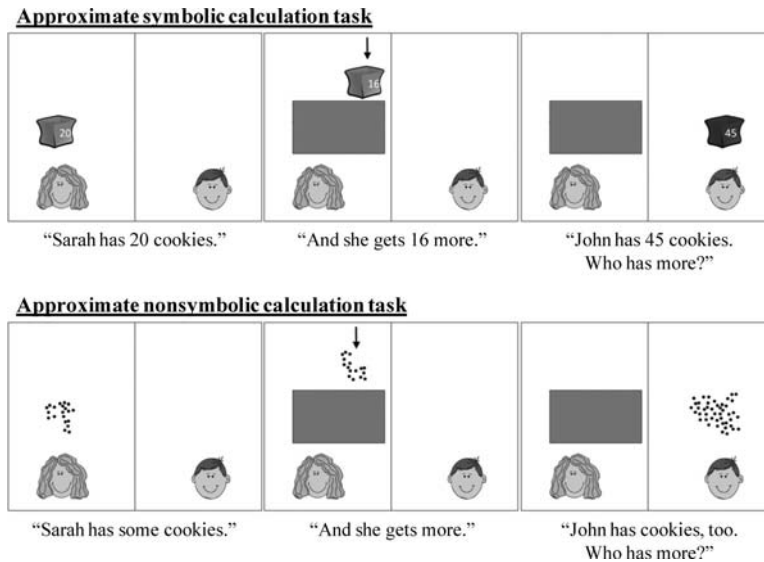 Approximate symbolic calculation task
20
16
45
“Sarah has 20 cookies.”
“And she gets 16 more.”
“John has 45 cookies.
Who has more?”
Approximate nonsymbolic calculation task
“Sarah has some cookies.”
“And she gets more.”
“John has cookies, too.
Who has more?”